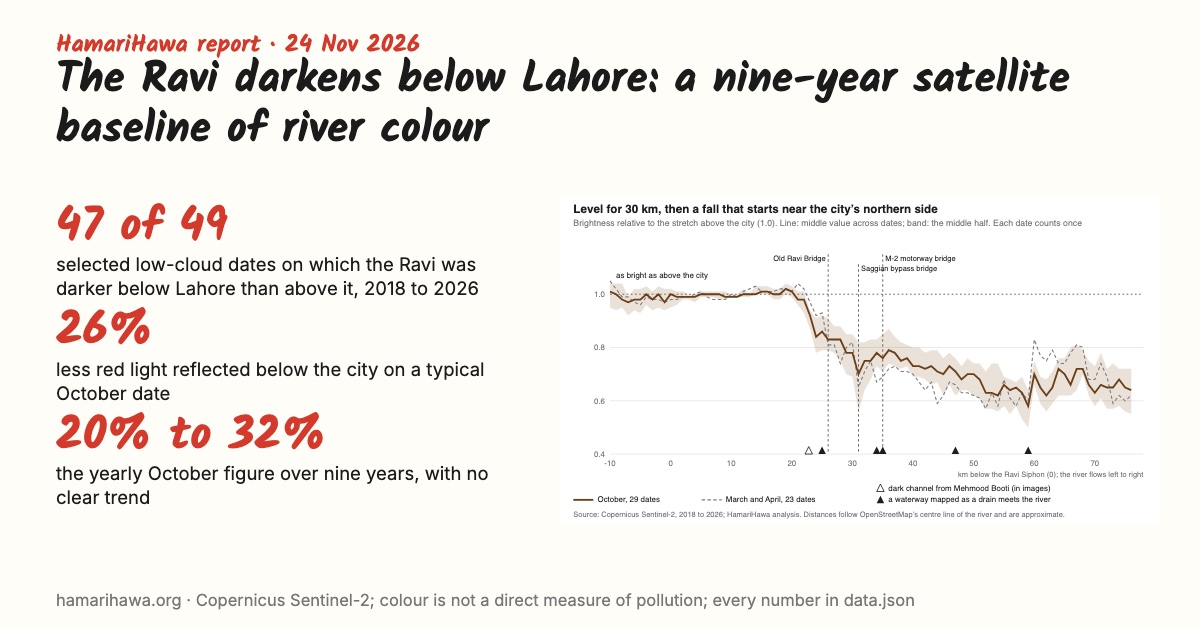 HamariHawa report · 24 Nov 2026
The Ravi darkens below Lahore: a nine-year satellite
baseline of river colour
47 of 49
selected low-cloud dates on which the Ravi was
darker below Lahore than above it, 2018 to 2026
26%
less red light reflected below the city on a typical
October date
20% to 32%
the yearly October figure over nine years, with no
clear trend
Level for 30 km, then a fall that starts near the city's northern side
Brightness relative to the stretch above the city (1.0). Line: middle value across dates; band: the middle half. Each date counts once
Old Ravi Bridge
M-2 motorway bridge
Saggian bypass bridge
as bright as above the city
1.0
0.8
0.6
0.4
-10 0 10 20 30 40 50 60 70
km below the Ravi Siphon (0); the river flows left to right
△ dark channel from Mehmood Booti (in images)
October, 29 dates
March and April, 23 dates
▲ a waterway mapped as a drain meets the river
Source: Copernicus Sentinel-2, 2018 to 2026; HamariHawa analysis. Distances follow OpenStreetMap's centre line of the river and are approximate.
hamarihawa.org · Copernicus Sentinel-2; colour is not a direct measure of pollution; every number in data.json